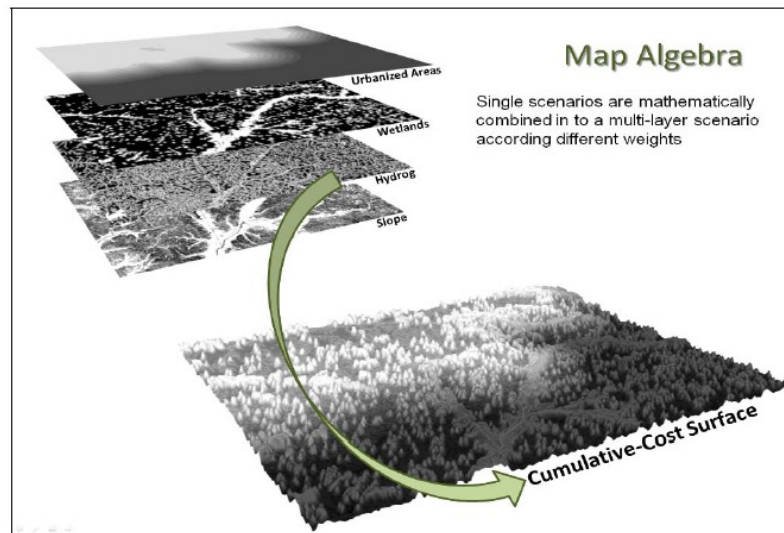 Map Algebra
Single scenarios are mathematically
combined in to a multi-layer scenario
according different weights
Urbanized Areas
Wetlands
Hydrog
Slope
Cumulative-Cost Surface